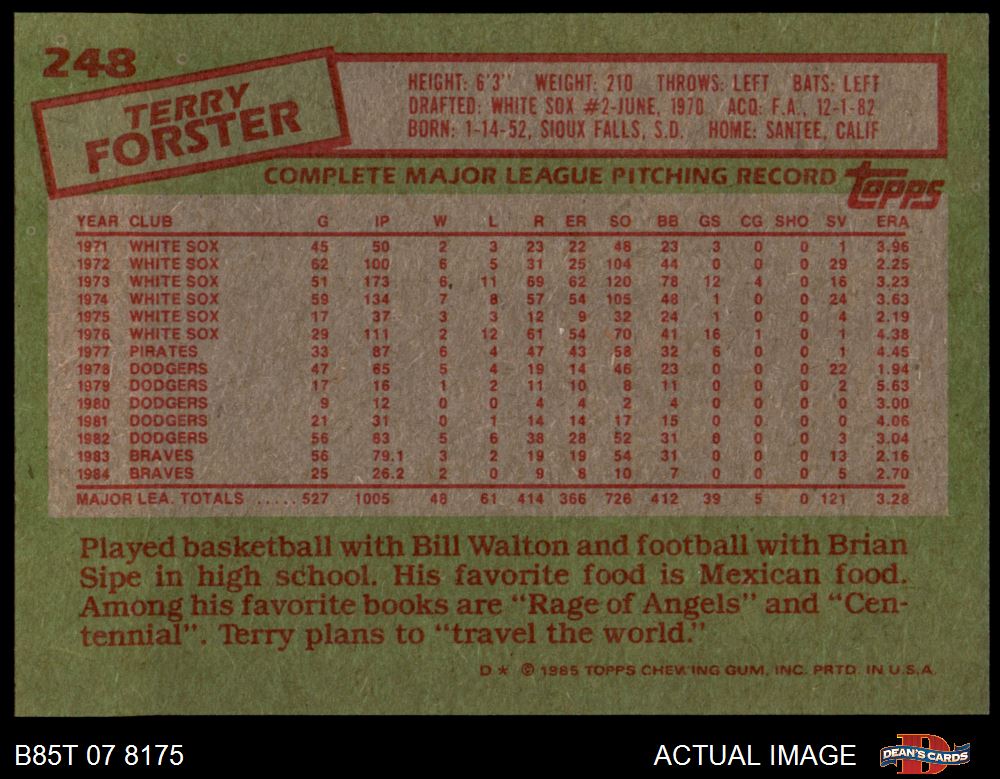 248
TERRY
FORSTER
HEIGHT: 6'3" WEIGHT: 210 THROWS: LEFT BATS: LEFT
DRAFTED: WHITE SOX #2-JUNE, 1970 ACQ: F.A., 12-1-82
BORN: 1-14-52, SIOUX FALLS, S.D. HOME: SANTEE, CALIF
COMPLETE MAJOR LEAGUE PITCHING RECORD topps
YEAR CLUB G IP W L R ER SO BB GS CG SHO SV ERA
1971 WHITE SOX 45 50 2 3 23 22 48 23 3 0 0 1 3.96
1972 WHITE SOX 62 100 6 5 31 25 104 44 0 0 0 29 2.25
1973 WHITE SOX 51 173 6 11 69 62 120 78 12 4 0 16 3.23
1974 WHITE SOX 59 134 7 8 57 54 105 48 1 0 0 24 3.63
1975 WHITE SOX 17 37 3 3 12 9 32 24 1 0 0 4 2.19
1976 WHITE SOX 29 111 2 12 61 54 70 41 16 1 0 1 4.38
1977 PIRATES 33 87 6 4 47 43 58 32 6 0 0 1 4.45
1978 DODGERS 47 65 5 4 19 14 46 23 0 0 0 22 1.94
1979 DODGERS 17 16 1 2 11 10 8 11 0 0 0 2 5.63
1980 DODGERS 9 12 0 0 4 4 2 4 0 0 0 0 3.00
1981 DODGERS 21 31 0 1 14 14 17 15 0 0 0 0 4.06
1982 DODGERS 56 83 5 6 38 28 52 31 0 0 0 3 3.04
1983 BRAVES 56 79.1 3 2 19 19 54 31 0 0 0 13 2.16
1984 BRAVES 25 26.2 2 0 9 8 10 7 0 0 0 5 2.70
MAJOR LEA. TOTALS ..... 527 1005 48 61 414 366 726 412 39 5 0 121 3.28
Played basketball with Bill Walton and football with Brian
Sipe in high school. His favorite food is Mexican food.
Among his favorite books are "Rage of Angels" and "Cen-
tennial". Terry plans to "travel the world."
D * © 1985 TOPPS CHEWING GUM, INC. PRTD. IN U.S.A.
B85T 07 8175 ACTUAL IMAGE DEAN'S CARDS